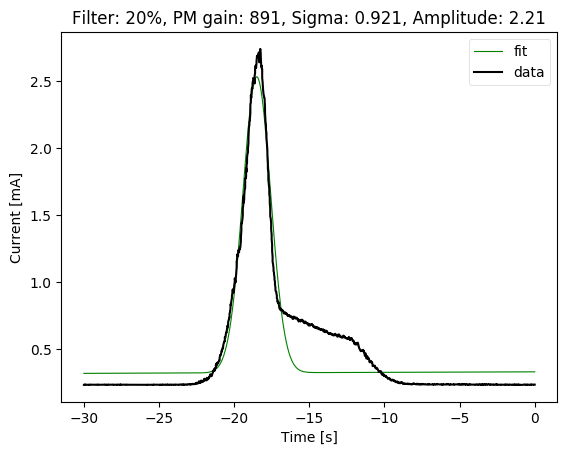 Filter: 20%, PM gain: 891, Sigma: 0.921, Amplitude: 2.21
fit
data
Current [mA]
2.5
2.0
1.5
1.0
0.5
−30 −25 −20 −15 −10 −5 0
Time [s]